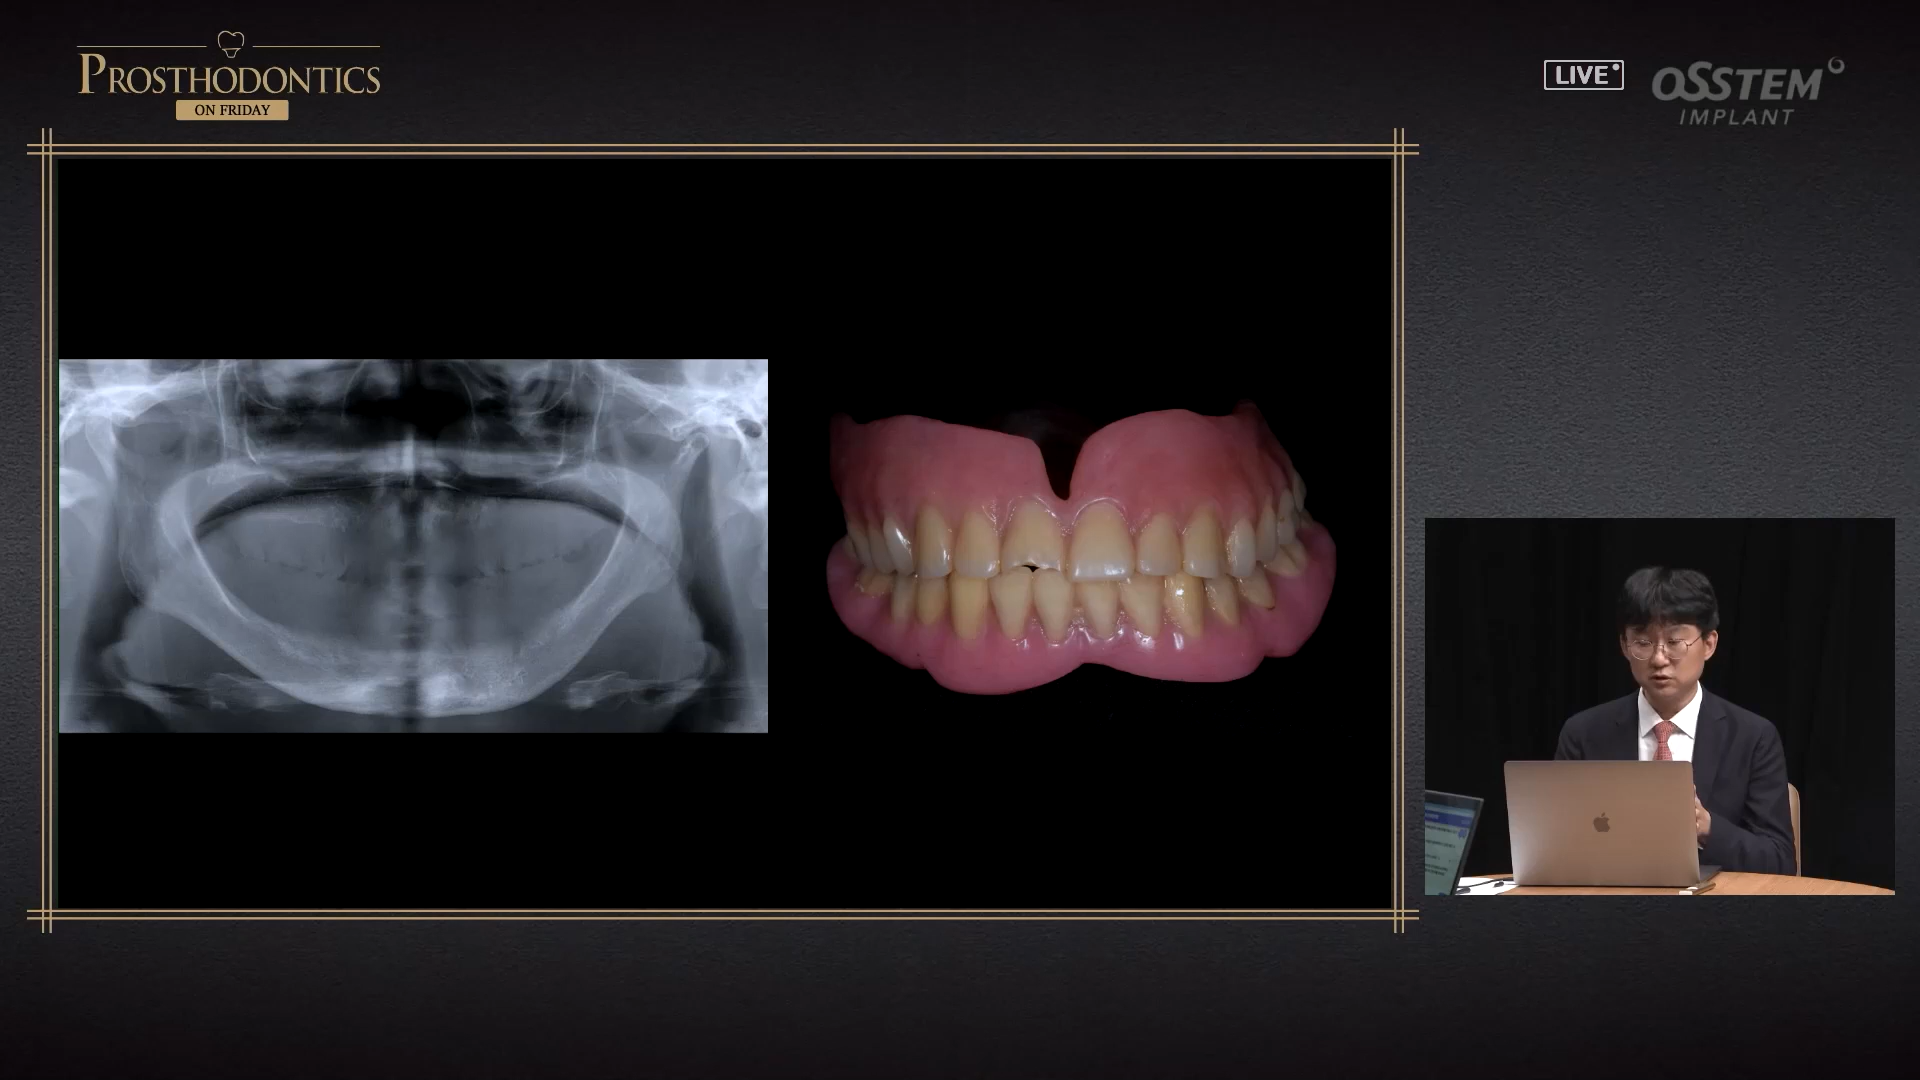 PROSTHODONTICS
ON FRIDAY
LIVE
OSSTEM
IMPLANT